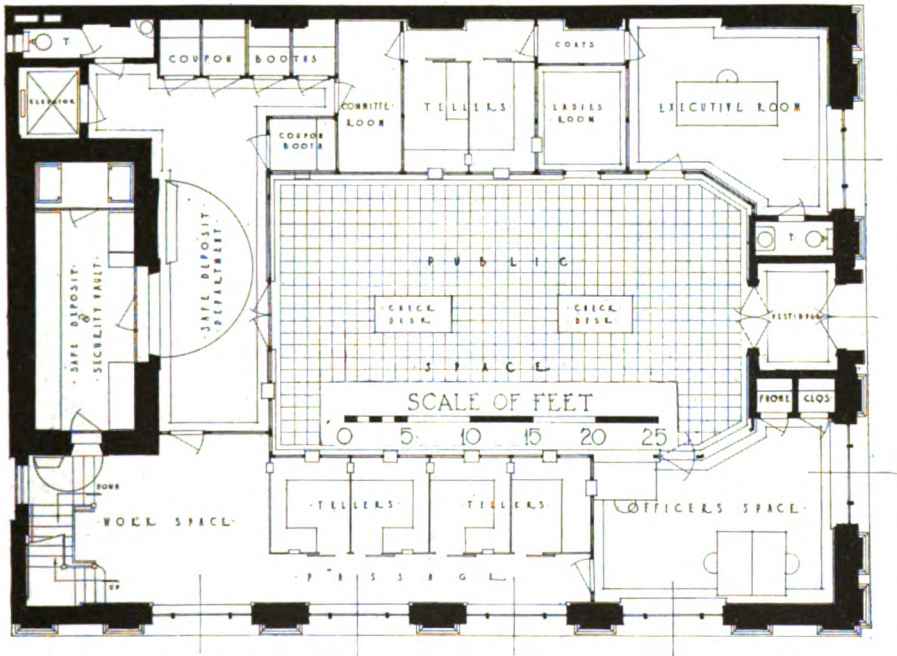 T.
COUPON BOOTHS
ELEVATOR
COMMITTE
ROOM
TELLERS
COATS
LADIES
ROOM
EXECUTIVE ROOM
COUPON
BOOTH
SAFE DEPOSIT
DEPARTMENT
SAFE DEPOSIT
&
SECURITY VAULT
PUBLIC
SPACE
CHECK
DESK
CHECK
DESK
T.
VESTIBULE
PHONE
CLOS.
SCALE OF FEET
0 5 10 15 20 25
DOWN
UP
WORK SPACE
TELLERS
TELLERS
OFFICERS SPACE
PASSAGE